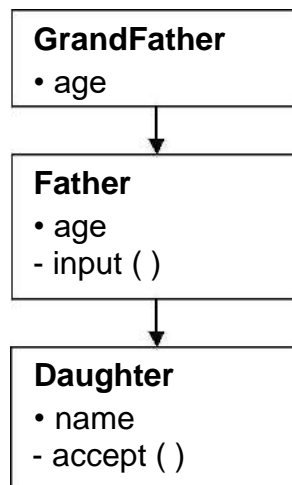 GrandFather
• age
Father
• age
- input ( )
Daughter
• name
- accept ( )